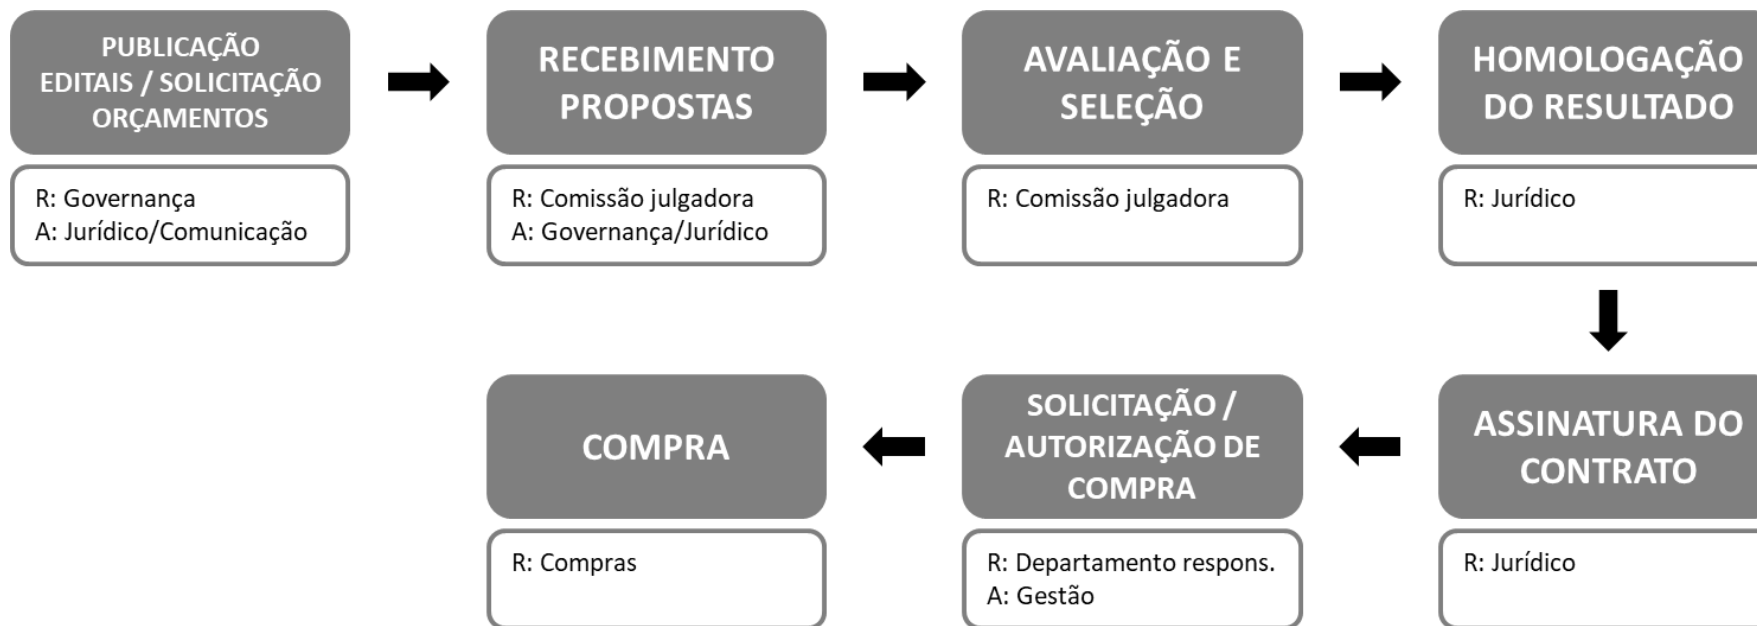 PUBLICAÇÃO
EDITAIS / SOLICITAÇÃO
ORÇAMENTOS
R: Governança
A: Jurídico/Comunicação
RECEBIMENTO
PROPOSTAS
R: Comissão julgadora
A: Governança/Jurídico
AVALIAÇÃO E
SELEÇÃO
R: Comissão julgadora
HOMOLOGAÇÃO
DO RESULTADO
R: Jurídico
ASSINATURA DO
CONTRATO
R: Jurídico
SOLICITAÇÃO /
AUTORIZAÇÃO DE
COMPRA
R: Departamento respons.
A: Gestão
COMPRA
R: Compras